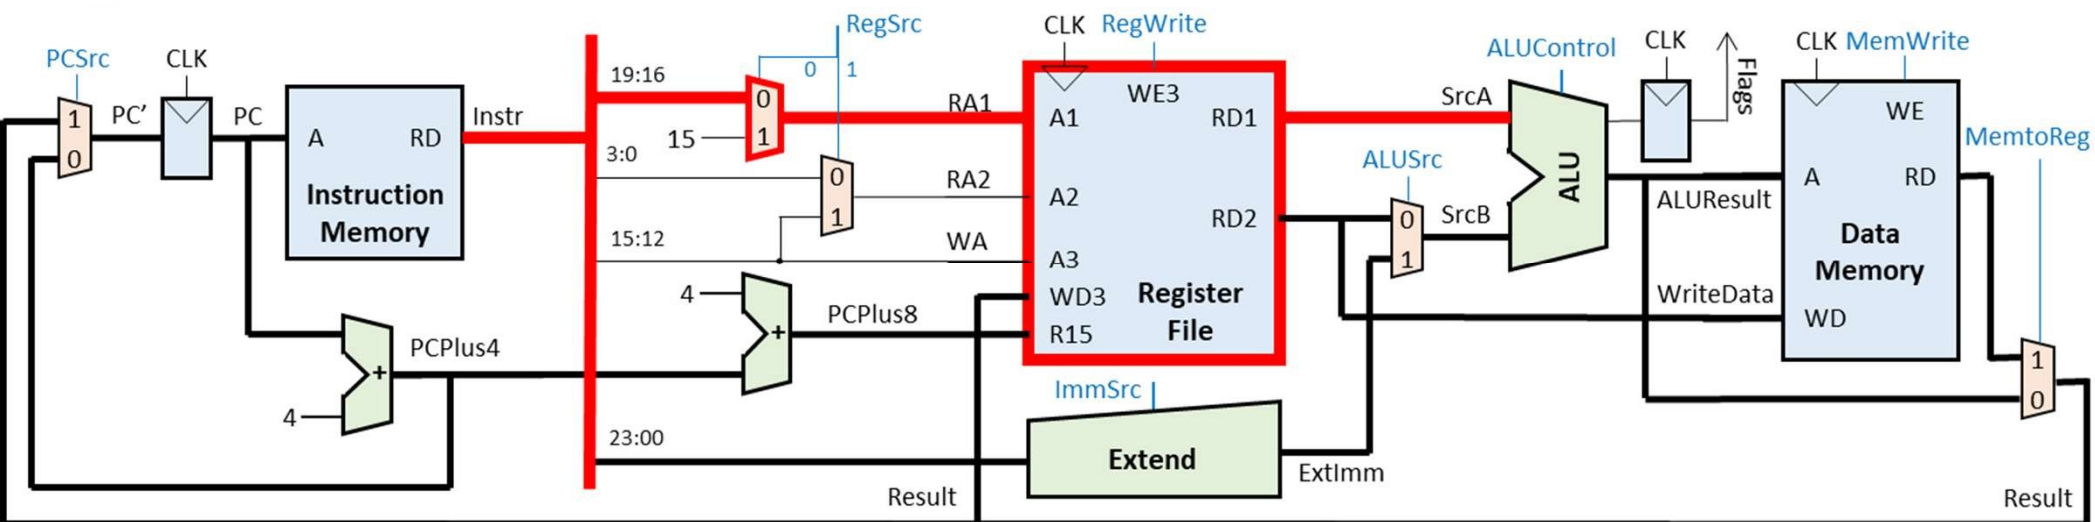 PCSrc
1
0
PC'
CLK
PC
A
RD
Instruction
Memory
Instr
4
+
PCPlus4
19:16
15
3:0
15:12
23:00
0
1
RegSrc
0
1
0
1
4
+
PCPlus8
RA1
RA2
WA
CLK
RegWrite
WE3
A1
RD1
A2
RD2
A3
WD3
Register
File
R15
ImmSrc
Extend
ExtImm
Result
SrcA
ALUSrc
0
1
SrcB
ALUControl
ALU
CLK
Flags
ALUResult
WriteData
CLK
MemWrite
WE
A
RD
Data
Memory
WD
MemtoReg
1
0
Result